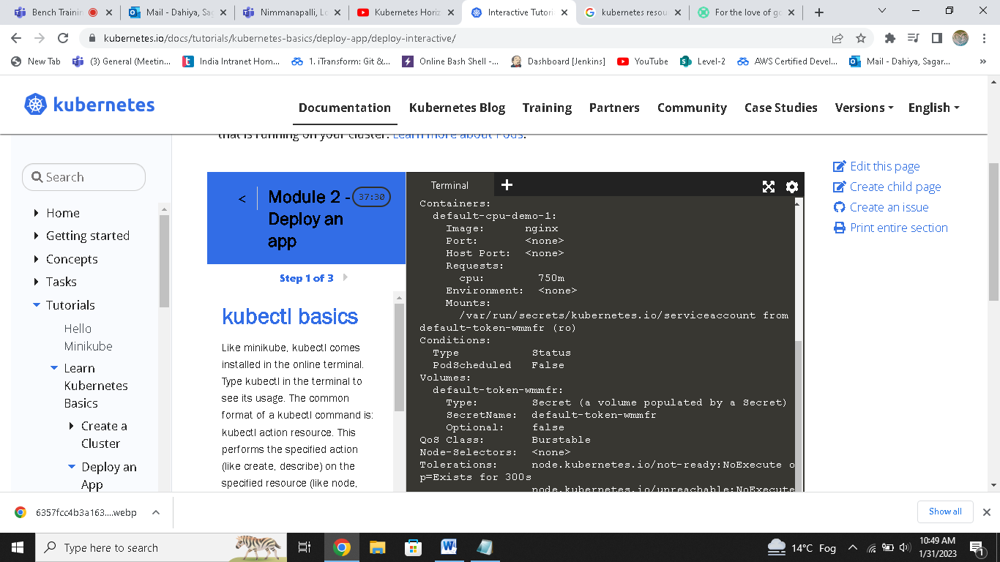 Bench Training
Mail - Dahiya, Sag
Nimmanapalli, Lo
Kubernetes Horiz
Interactive Tutori
kubernetes resou
For the love of go
kubernetes.io/docs/tutorials/kubernetes-basics/deploy-app/deploy-interactive/
New Tab
(3) General (Meetin...
India Intranet Hom...
1. iTransform: Git &...
Online Bash Shell -...
Dashboard [Jenkins]
YouTube
Level-2
AWS Certified Devel...
Mail - Dahiya, Sagar...
»
kubernetes
Documentation
Kubernetes Blog
Training
Partners
Community
Case Studies
Versions
English
that is running on your cluster. Learn more about Pods.
Search
Home
Getting started
Concepts
Tasks
Tutorials
Hello
Minikube
Learn
Kubernetes
Basics
Create a
Cluster
Deploy an
App
<
Module 2 -
Deploy an
app
37:30
Step 1 of 3
kubectl basics
Like minikube, kubectl comes
installed in the online terminal.
Type kubectl in the terminal to
see its usage. The common
format of a kubectl command is:
kubectl action resource. This
performs the specified action
(like create, describe) on the
specified resource (like node,
Terminal
Containers:
default-cpu-demo-1:
Image: nginx
Port: <none>
Host Port: <none>
Requests:
cpu: 750m
Environment: <none>
Mounts:
/var/run/secrets/kubernetes.io/serviceaccount from
default-token-wmmfr (ro)
Conditions:
Type Status
PodScheduled False
Volumes:
default-token-wmmfr:
Type: Secret (a volume populated by a Secret)
SecretName: default-token-wmmfr
Optional: false
QoS Class: Burstable
Node-Selectors: <none>
Tolerations: node.kubernetes.io/not-ready:NoExecute o
p=Exists for 300s
node.kubernetes.io/unreachable:NoExecute
Edit this page
Create child page
Create an issue
Print entire section
6357fcc4b3a163....webp
Show all
Type here to search
14°C Fog
10:49 AM
1/31/2023
1